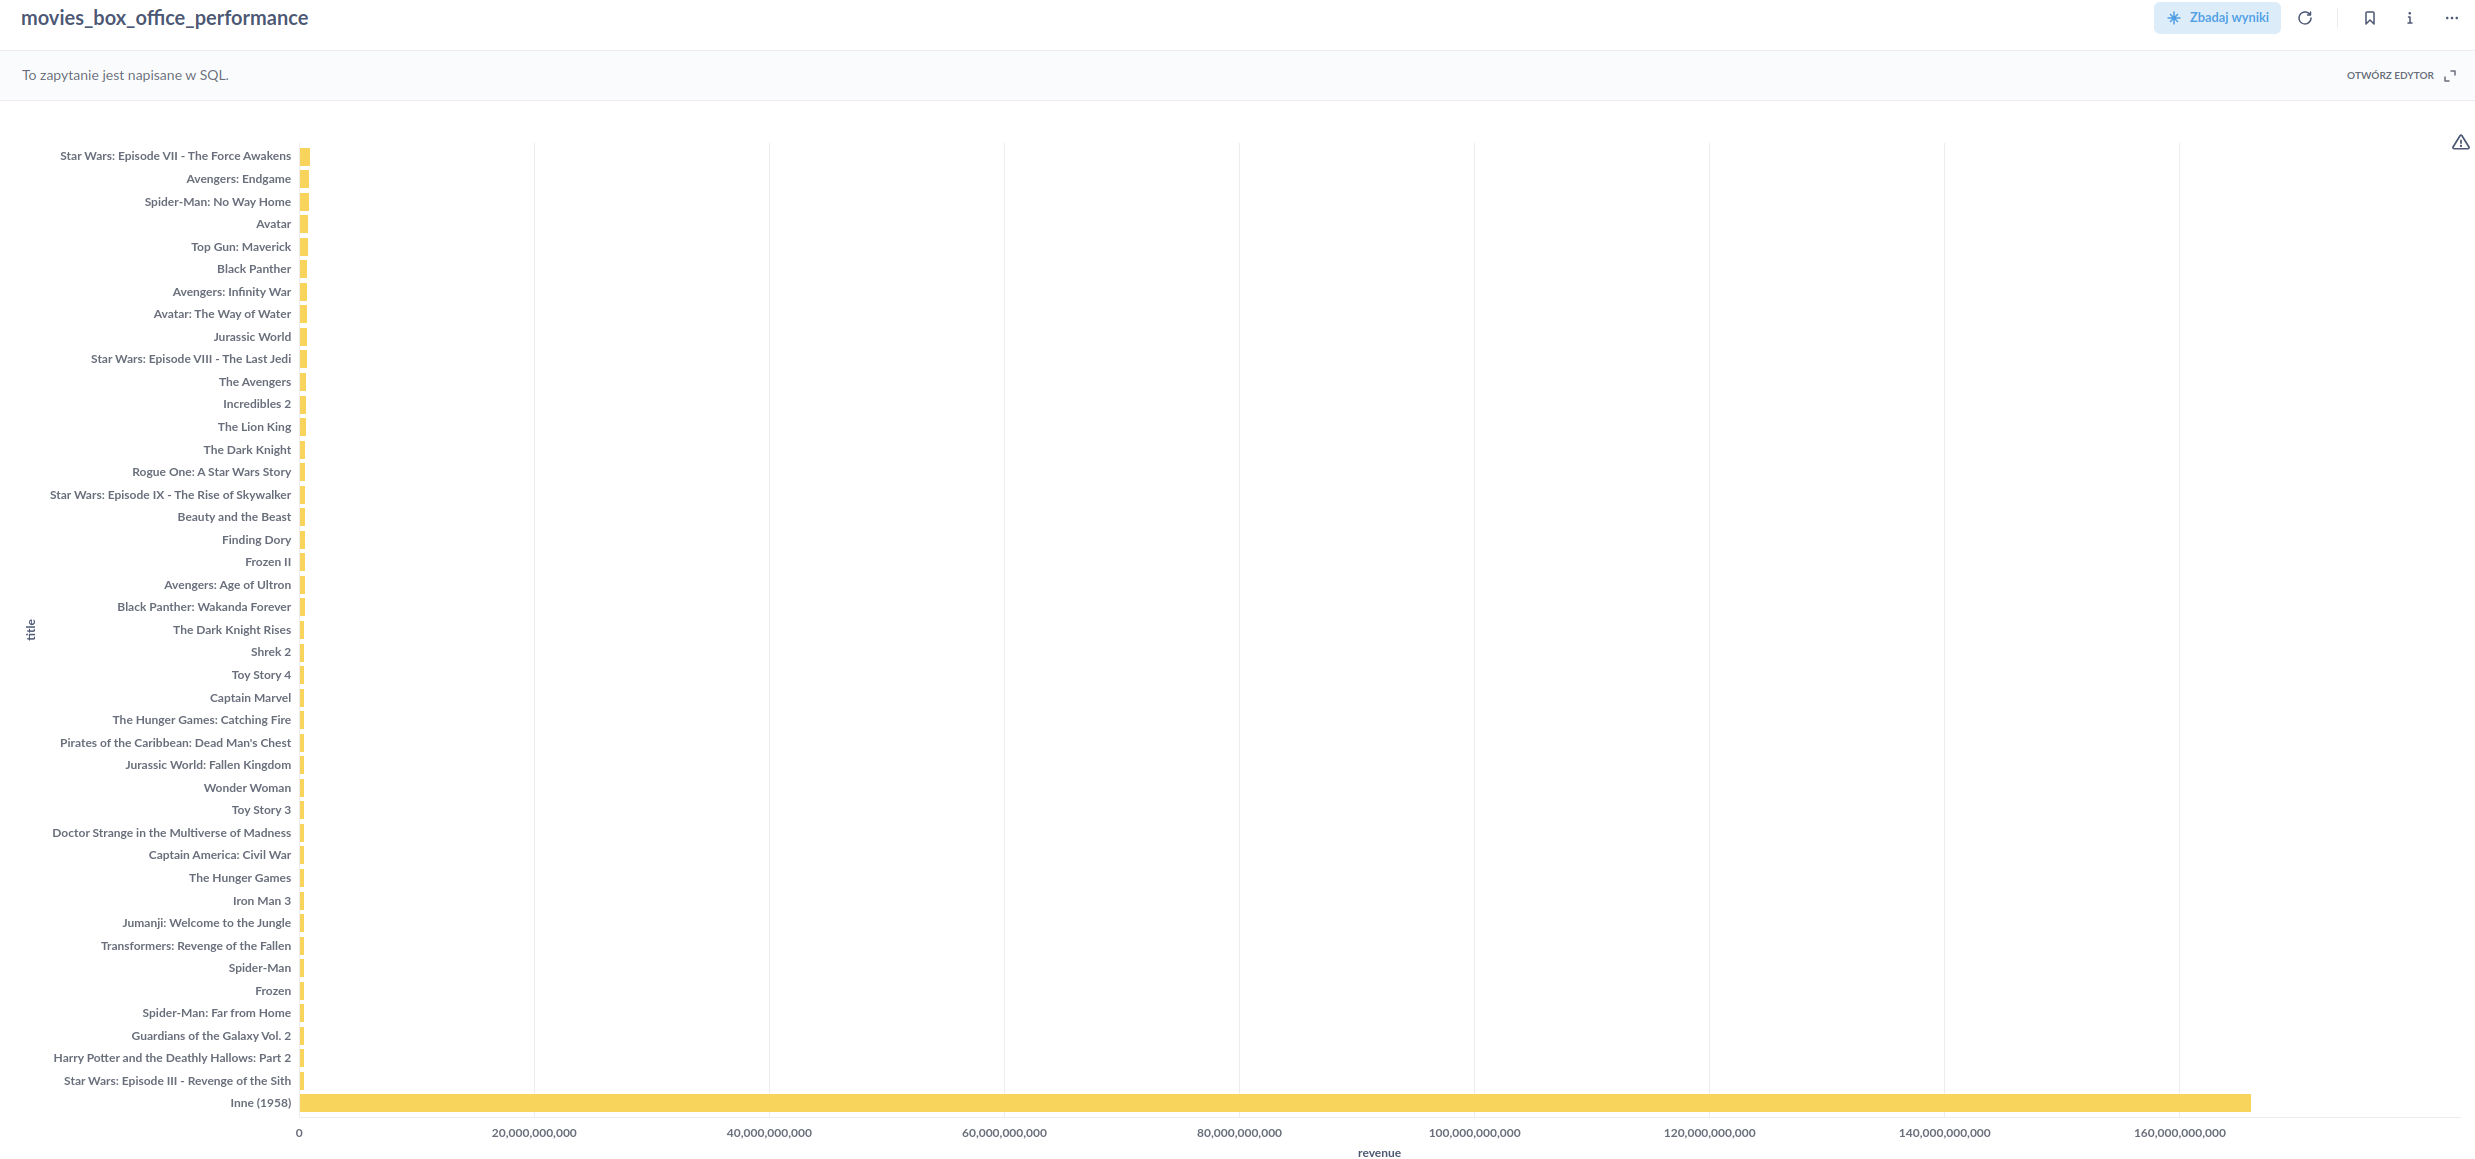 movies_box_office_performance
Zbadaj wyniki
To zapytanie jest napisane w SQL.
OTWÓRZ EDYTOR
Star Wars: Episode VII - The Force Awakens
Avengers: Endgame
Spider-Man: No Way Home
Avatar
Top Gun: Maverick
Black Panther
Avengers: Infinity War
Avatar: The Way of Water
Jurassic World
Star Wars: Episode VIII - The Last Jedi
The Avengers
Incredibles 2
The Lion King
The Dark Knight
Rogue One: A Star Wars Story
Star Wars: Episode IX - The Rise of Skywalker
Beauty and the Beast
Finding Dory
Frozen II
Avengers: Age of Ultron
Black Panther: Wakanda Forever
The Dark Knight Rises
Shrek 2
Toy Story 4
Captain Marvel
The Hunger Games: Catching Fire
Pirates of the Caribbean: Dead Man's Chest
Jurassic World: Fallen Kingdom
Wonder Woman
Toy Story 3
Doctor Strange in the Multiverse of Madness
Captain America: Civil War
The Hunger Games
Iron Man 3
Jumanji: Welcome to the Jungle
Transformers: Revenge of the Fallen
Spider-Man
Frozen
Spider-Man: Far from Home
Guardians of the Galaxy Vol. 2
Harry Potter and the Deathly Hallows: Part 2
Star Wars: Episode III - Revenge of the Sith
Inne (1958)
title
0 20,000,000,000 40,000,000,000 60,000,000,000 80,000,000,000 100,000,000,000 120,000,000,000 140,000,000,000 160,000,000,000
revenue